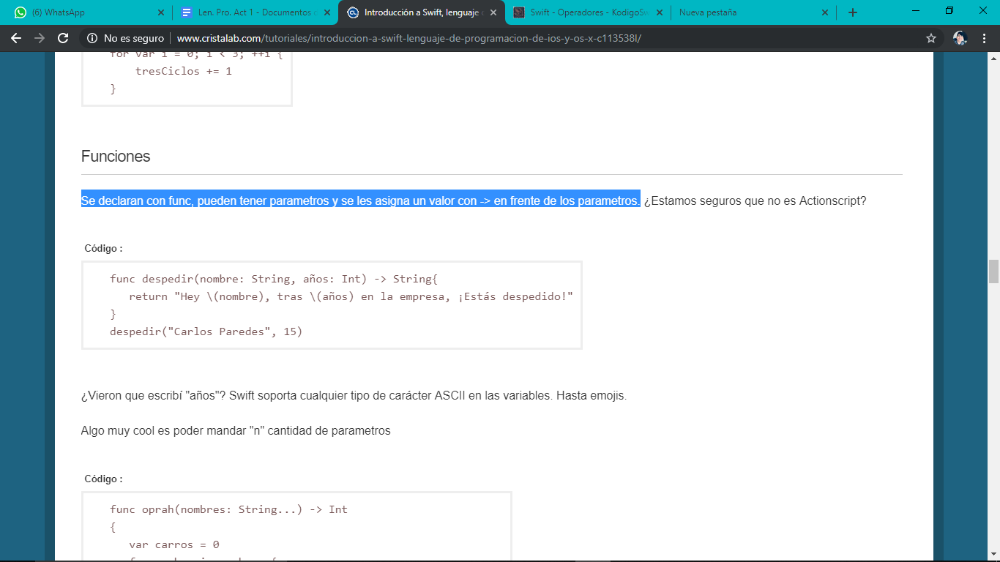 (6) WhatsApp
Len. Pro. Act 1 - Documentos
Introducción a Swift, lenguaje
Swift - Operadores - KodigoSw
Nueva pestaña
No es seguro
www.cristalab.com/tutoriales/introduccion-a-swift-lenguaje-de-programacion-de-ios-y-os-x-c113538l/
for var i = 0; i < 3; ++i {
tresCiclos += 1
}
Funciones
Se declaran con func, pueden tener parametros y se les asigna un valor con -> en frente de los parametros. ¿Estamos seguros que no es Actionscript?
Código :
func despedir(nombre: String, años: Int) -> String{
return "Hey \(nombre), tras \(años) en la empresa, ¡Estás despedido!"
}
despedir("Carlos Paredes", 15)
¿Vieron que escribí "años"? Swift soporta cualquier tipo de carácter ASCII en las variables. Hasta emojis.
Algo muy cool es poder mandar "n" cantidad de parametros
Código :
func oprah(nombres: String...) -> Int
{
var carros = 0